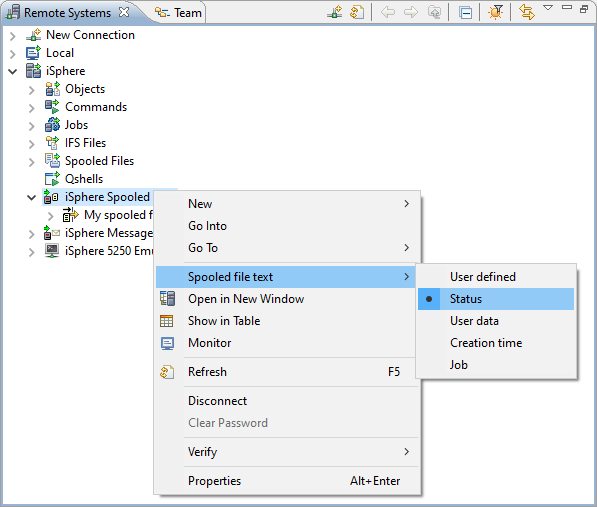 Remote Systems
Team
New Connection
Local
iSphere
Objects
Commands
Jobs
IFS Files
Spooled Files
Qshells
iSphere Spooled
My spooled f
iSphere Message
iSphere 5250 Emu
New
Go Into
Go To
Spooled file text
Open in New Window
Show in Table
Monitor
Refresh F5
Disconnect
Clear Password
Verify
Properties Alt+Enter
User defined
Status
User data
Creation time
Job